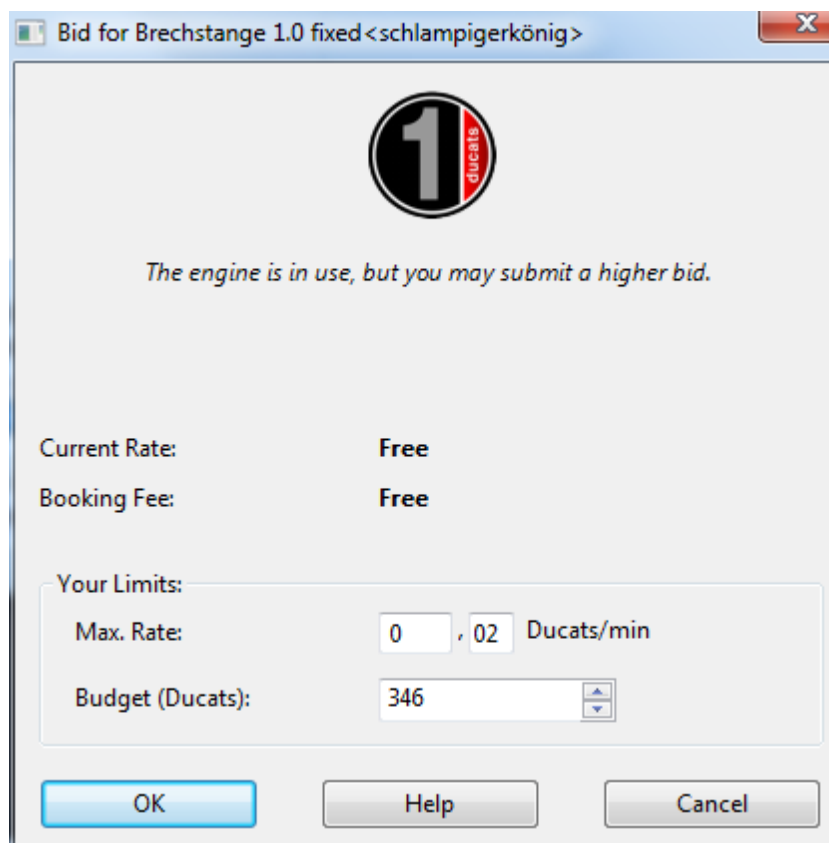 Bid for Brechstange 1.0 fixed<schlampigerkönig>
X
1 ducats
The engine is in use, but you may submit a higher bid.
Current Rate: Free
Booking Fee: Free
Your Limits:
Max. Rate: 0 , 02 Ducats/min
Budget (Ducats): 346
OK Help Cancel